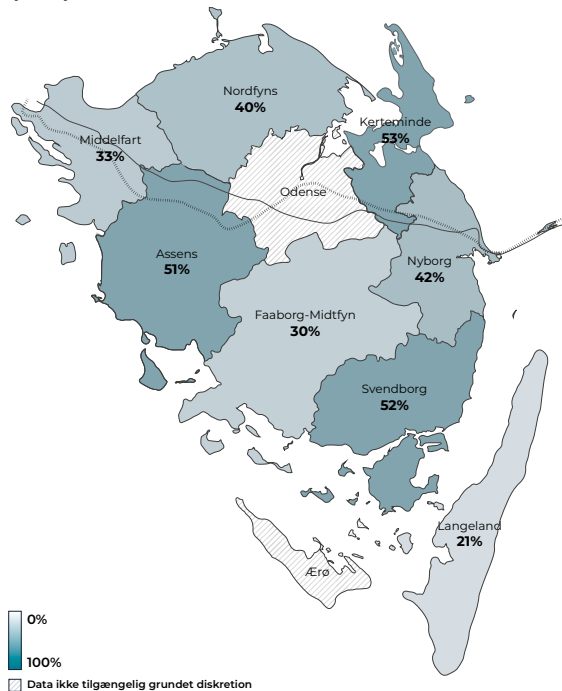 Nordfyns
40%
Kerteminde
53%
Middelfart
33%
Odense
Assens
51%
Nyborg
42%
Faaborg-Midtfyn
30%
Svendborg
52%
Langeland
21%
Ærø
0%
100%
Data ikke tilgængelig grundet diskretion